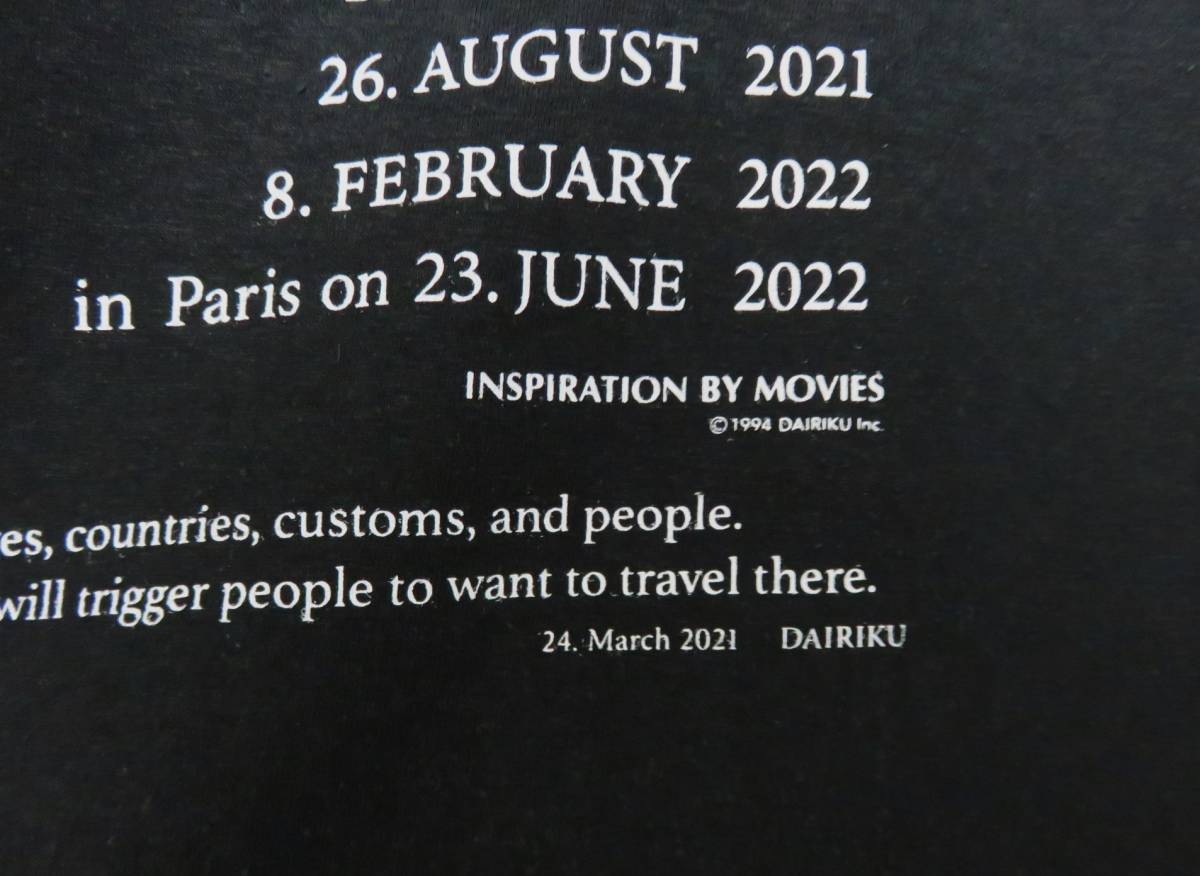 26. AUGUST 2021
8. FEBRUARY 2022
in Paris on 23. JUNE 2022
INSPIRATION BY MOVIES
©1994 DAIRIKU Inc.
es, countries, customs, and people.
will trigger people to want to travel there.
24. March 2021 DAIRIKU